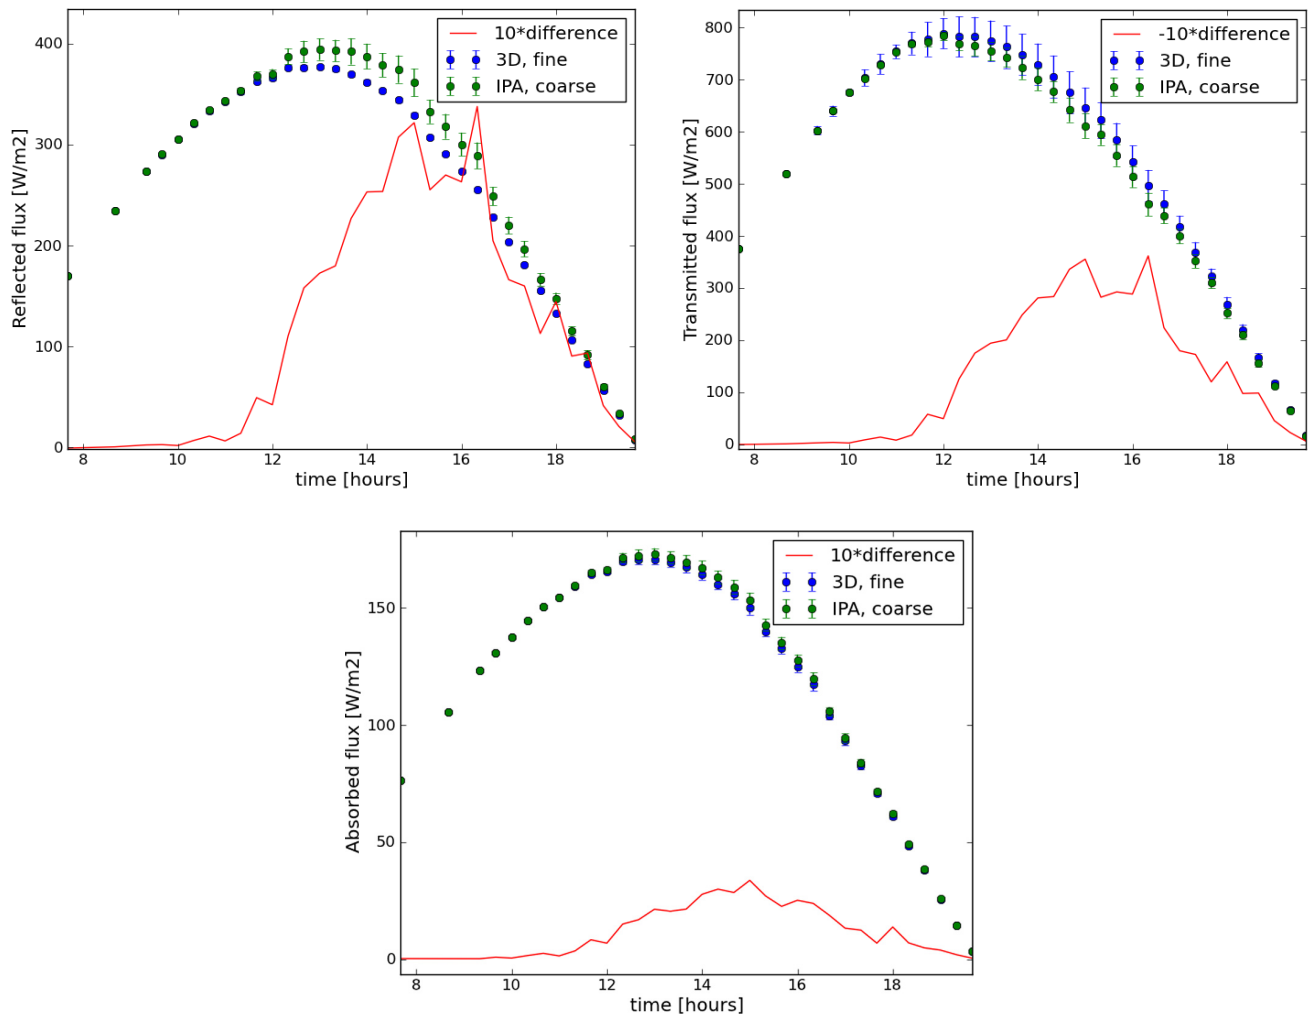 10*difference
3D, fine
IPA, coarse
Reflected flux [W/m2]
400
300
200
100
0
8 10 12 14 16 18
time [hours]
-10*difference
3D, fine
IPA, coarse
Transmitted flux [W/m2]
800
700
600
500
400
300
200
100
0
8 10 12 14 16 18
time [hours]
10*difference
3D, fine
IPA, coarse
Absorbed flux [W/m2]
150
100
50
0
8 10 12 14 16 18
time [hours]